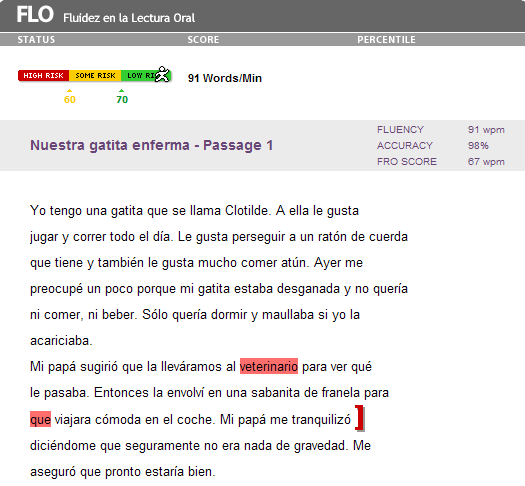 FLO Fluidez en la Lectura Oral
STATUS SCORE PERCENTILE
HIGH RISK SOME RISK LOW RISK 91 Words/Min
60 70
FLUENCY 91 wpm
Nuestra gatita enferma - Passage 1 ACCURACY 98%
FRO SCORE 67 wpm
Yo tengo una gatita que se llama Clotilde. A ella le gusta
jugar y correr todo el día. Le gusta perseguir a un ratón de cuerda
que tiene y también le gusta mucho comer atún. Ayer me
preocupé un poco porque mi gatita estaba desganada y no quería
ni comer, ni beber. Sólo quería dormir y maullaba si yo la
acariciaba.
Mi papá sugirió que la lleváramos al veterinario para ver qué
le pasaba. Entonces la envolví en una sabanita de franela para
que viajara cómoda en el coche. Mi papá me tranquilizó ]
diciéndome que seguramente no era nada de gravedad. Me
aseguró que pronto estaría bien.